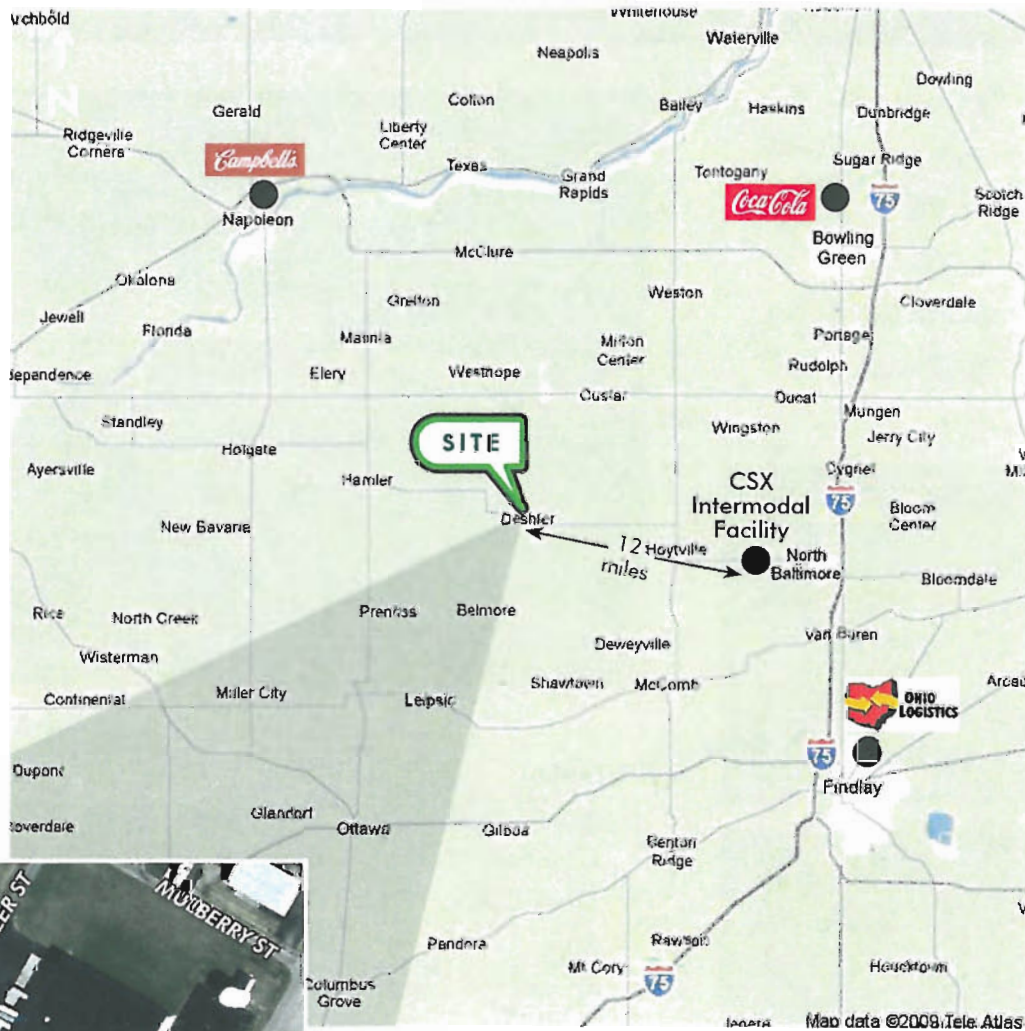 Whitehouse
Waterville
Neapolis
Dowling
Colton
Bailey
Haskins
Dunbridge
Gerald
Liberty
Center
Ridgeville
Corners
Campbell's
Texas
Grand
Rapids
Tontogany
Sugar Ridge
Coca-Cola
75
Scotch
Ridge
N
Napoleon
Bowling
Green
McClure
Okolona
Grelton
Weston
Cloverdale
Jewell
Florida
Malinta
Milton
Center
Portage
Rudolph
dependence
Elery
Westhope
Custar
Ducat
Mungen
Standley
Wingston
Jerry City
SITE
Holgate
Ayersville
Hamler
Cygnet
CSX
Intermodal
Facility
75
Bloom
Center
Deshler
New Bavaria
12
miles
Hoytville
North
Baltimore
Bloomdale
Rice
North Creek
Prentiss
Belmore
Deweyville
Van Buren
Wisterman
Continental
Miller City
Leipsic
Shawtown
McComb
OHIO
LOGISTICS
75
Dupont
Findlay
Glandorf
Ottawa
Gilboa
Benton
Ridge
MULBERRY ST
Pandora
Rawson
Mt Cory
75
Houcktown
Columbus
Grove
Map data ©2009 Tele Atlas